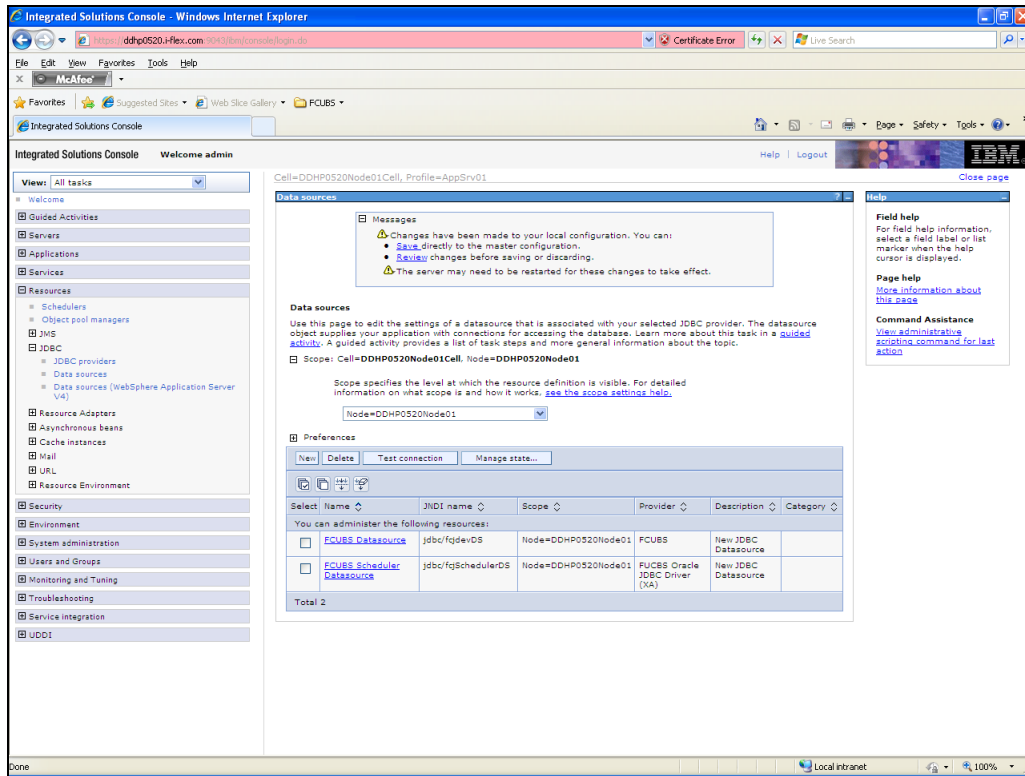 Integrated Solutions Console - Windows Internet Explorer
https://ddhp0520.i-flex.com:9043/ibm/console/login.do
Certificate Error
Live Search
File Edit View Favorites Tools Help
McAfee
Favorites
Suggested Sites
Web Slice Gallery
FCUBS
Integrated Solutions Console
Page
Safety
Tools
Integrated Solutions Console Welcome admin
Help | Logout
IBM.
View: All tasks
Cell=DDHP0520Node01Cell, Profile=AppSrv01
Close page
Welcome
Guided Activities
Servers
Applications
Services
Resources
Schedulers
Object pool managers
JMS
JDBC
JDBC providers
Data sources
Data sources (WebSphere Application Server
V4)
Resource Adapters
Asynchronous beans
Cache instances
Mail
URL
Resource Environment
Security
Environment
System administration
Users and Groups
Monitoring and Tuning
Troubleshooting
Service integration
UDDI
Data sources
? -
Messages
Changes have been made to your local configuration. You can:
Save directly to the master configuration.
Review changes before saving or discarding.
The server may need to be restarted for these changes to take effect.
Data sources
Use this page to edit the settings of a datasource that is associated with your selected JDBC provider. The datasource
object supplies your application with connections for accessing the database. Learn more about this task in a guided
activity. A guided activity provides a list of task steps and more general information about the topic.
Scope: Cell=DDHP0520Node01Cell, Node=DDHP0520Node01
Scope specifies the level at which the resource definition is visible. For detailed
information on what scope is and how it works, see the scope settings help.
Node=DDHP0520Node01
Preferences
New Delete Test connection Manage state...
Select Name JNDI name Scope Provider Description Category
You can administer the following resources:
FCUBS Datasource jdbc/fcjdevDS Node=DDHP0520Node01 FCUBS New JDBC
Datasource
FCUBS Scheduler jdbc/fcjSchedulerDS Node=DDHP0520Node01 FUCBS Oracle New JDBC
Datasource JDBC Driver Datasource
(XA)
Total 2
Help
Field help
For field help information,
select a field label or list
marker when the help
cursor is displayed.
Page help
More information about
this page
Command Assistance
View administrative
scripting command for last
action
Done
Local intranet
100%